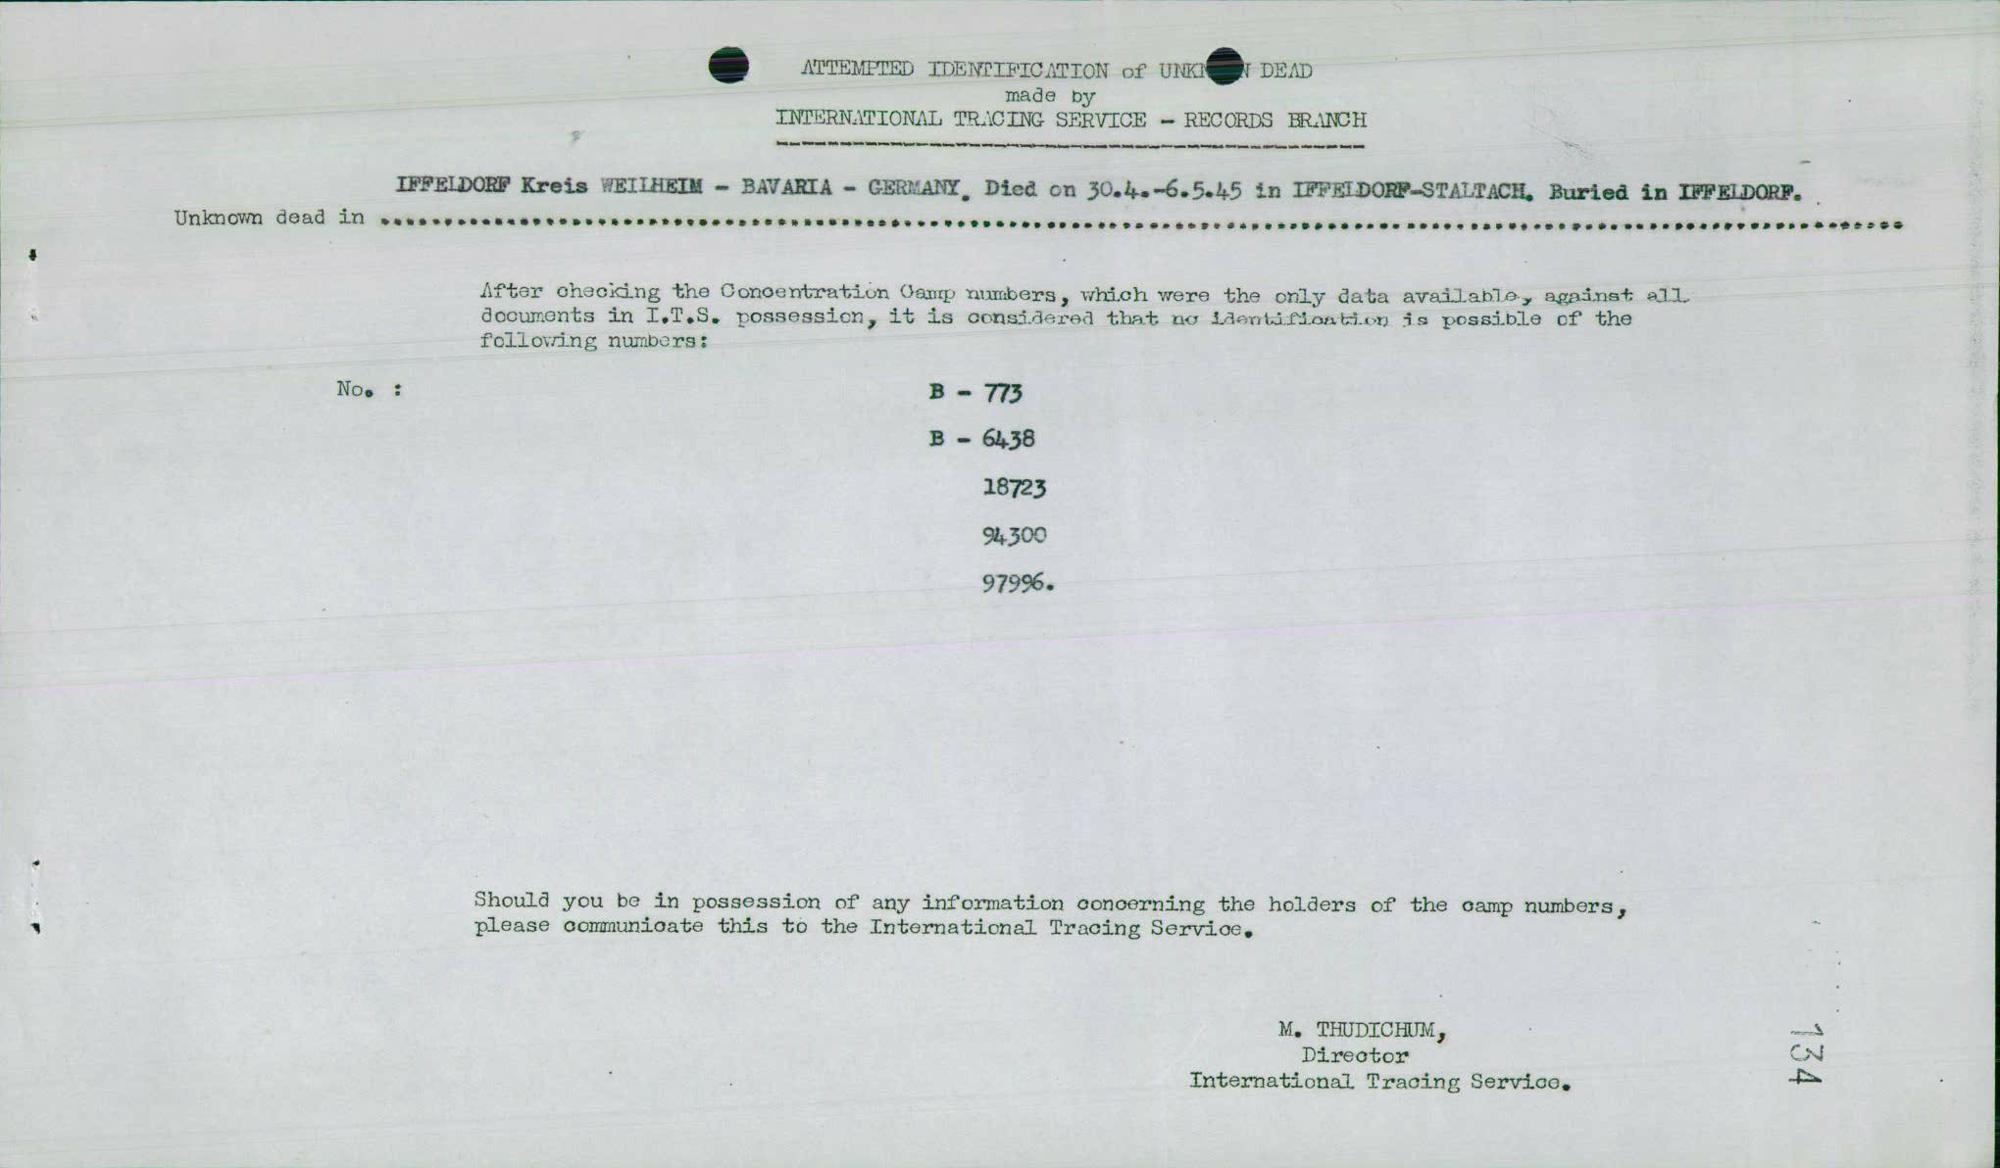 ATTEMPTED IDENTIFICATION of UNKNOWN DEAD
made by
INTERNATIONAL TRACING SERVICE - RECORDS BRANCH
IFFELDORF Kreis WEILHEIM - BAVARIA - GERMANY. Died on 30.4.-6.5.45 in IFFELDORF-STALTACH. Buried in IFFELDORF.
Unknown dead in ........................................................................................................................
After checking the Concentration Camp numbers, which were the only data available, against all
documents in I.T.S. possession, it is considered that no identification is possible of the
following numbers:
No. :
B - 773
B - 6438
18723
94300
97996.
Should you be in possession of any information concerning the holders of the camp numbers,
please communicate this to the International Tracing Service.
M. THUDICHUM,
Director
International Tracing Service.
134